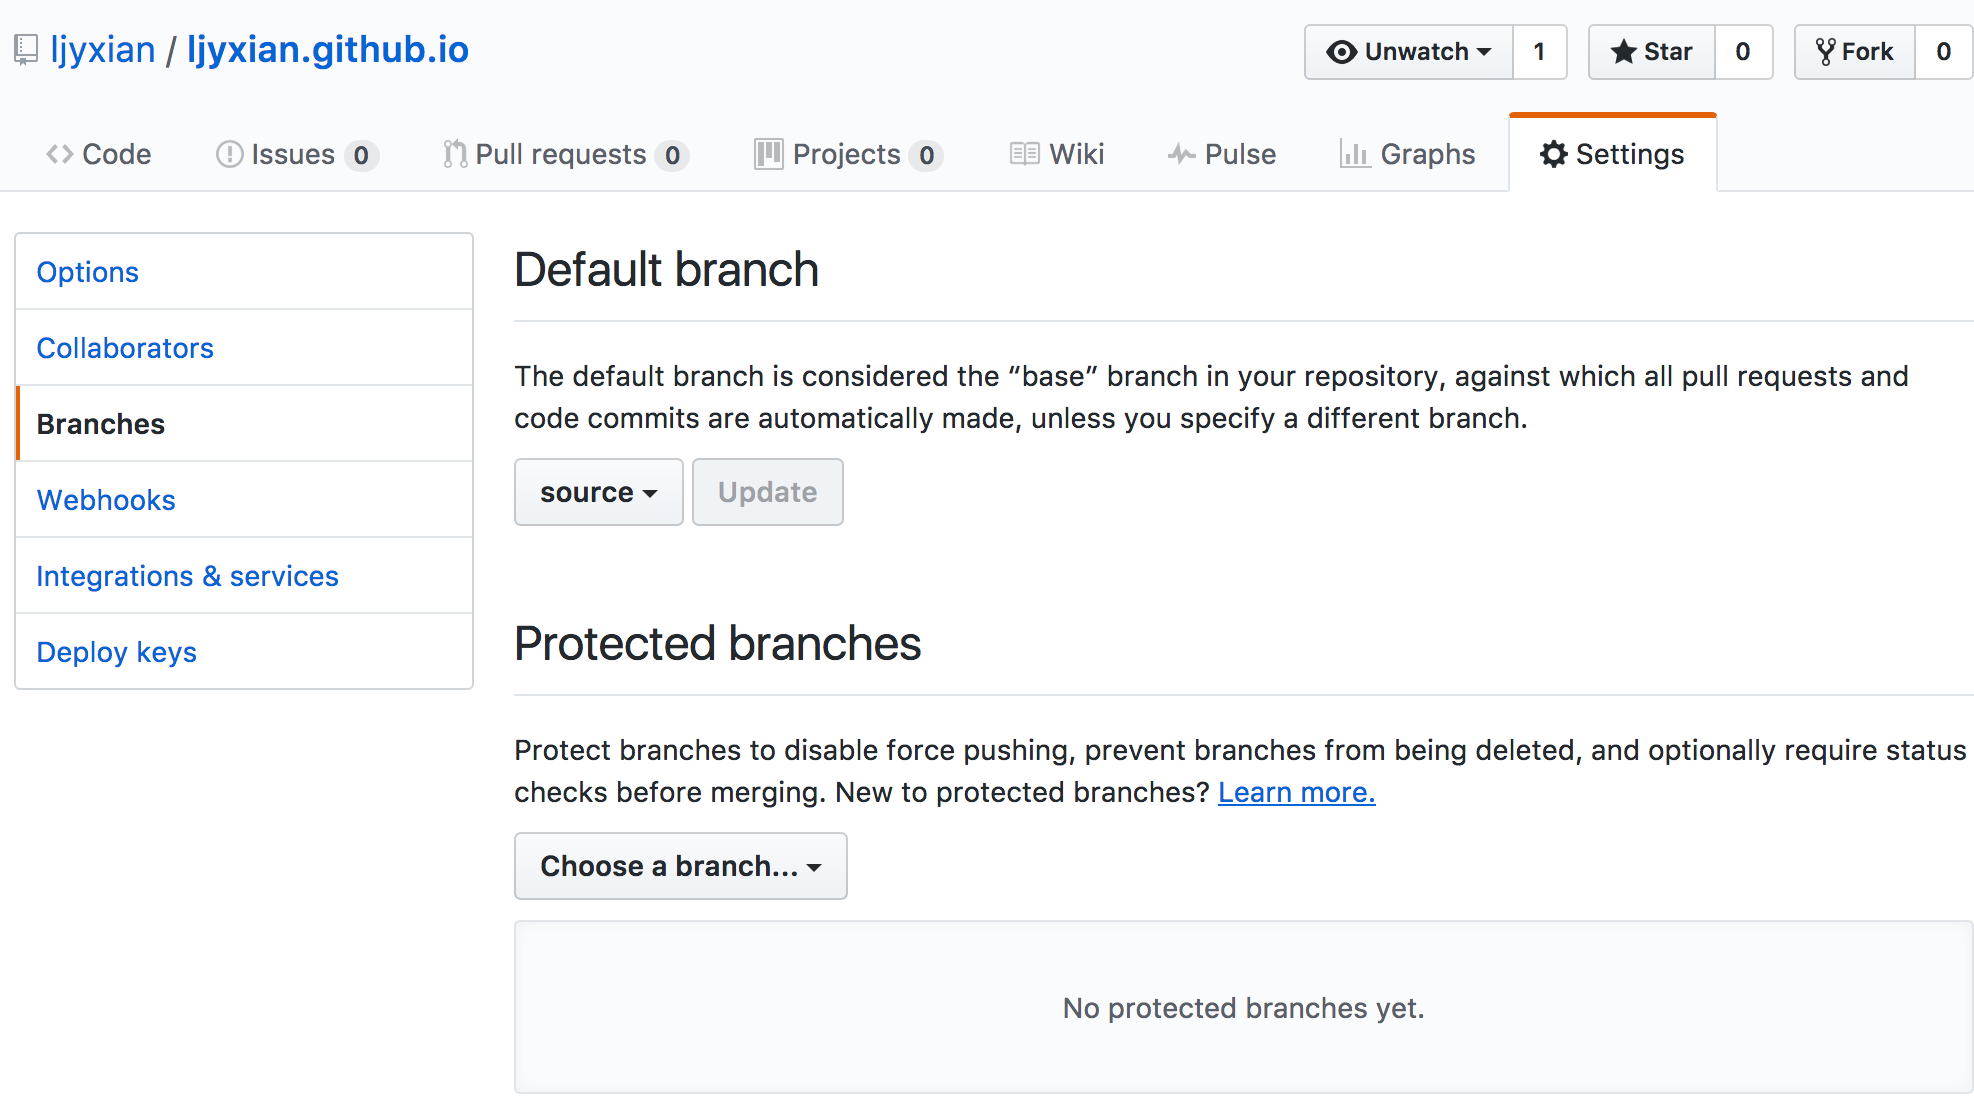 ljyxian / ljyxian.github.io
Unwatch 1
Star 0
Fork 0
Code
Issues 0
Pull requests 0
Projects 0
Wiki
Pulse
Graphs
Settings
Options
Collaborators
Branches
Webhooks
Integrations & services
Deploy keys
Default branch
The default branch is considered the “base” branch in your repository, against which all pull requests and
code commits are automatically made, unless you specify a different branch.
source
Update
Protected branches
Protect branches to disable force pushing, prevent branches from being deleted, and optionally require status
checks before merging. New to protected branches? Learn more.
Choose a branch...
No protected branches yet.